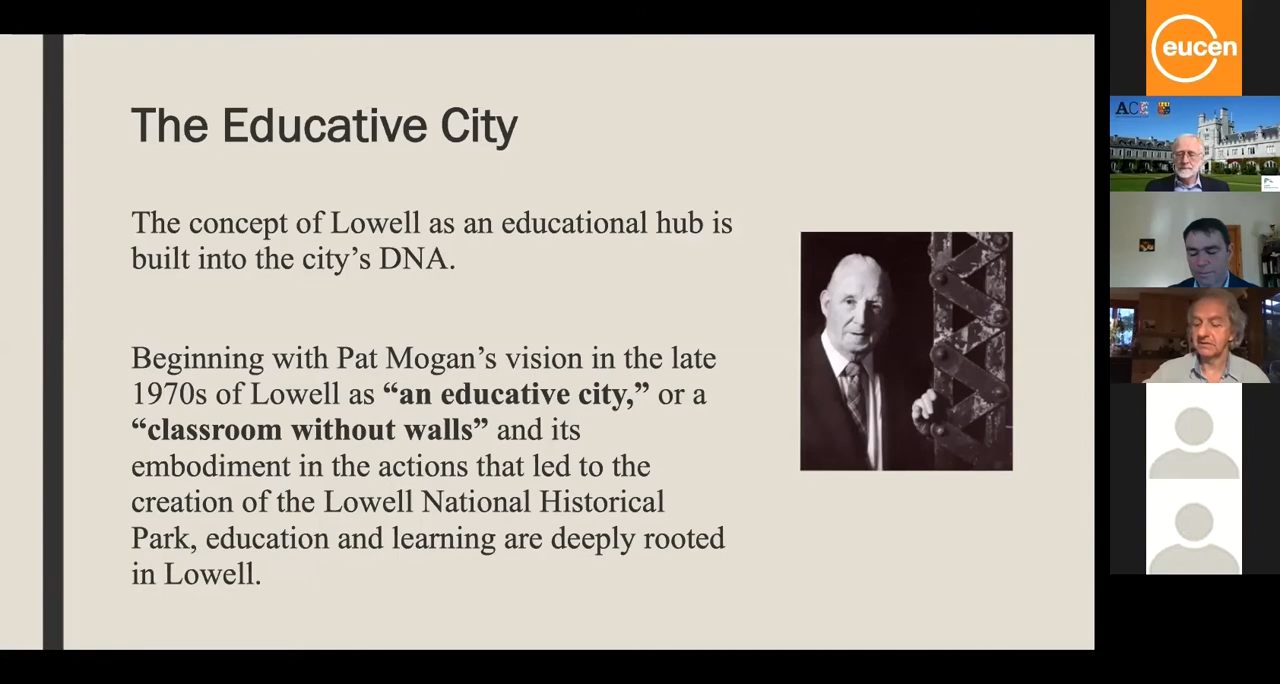 The Educative City
The concept of Lowell as an educational hub is
built into the city’s DNA.
Beginning with Pat Mogan’s vision in the late
1970s of Lowell as “an educative city,” or a
“classroom without walls” and its
embodiment in the actions that led to the
creation of the Lowell National Historical
Park, education and learning are deeply rooted
in Lowell.
eucen
ACE